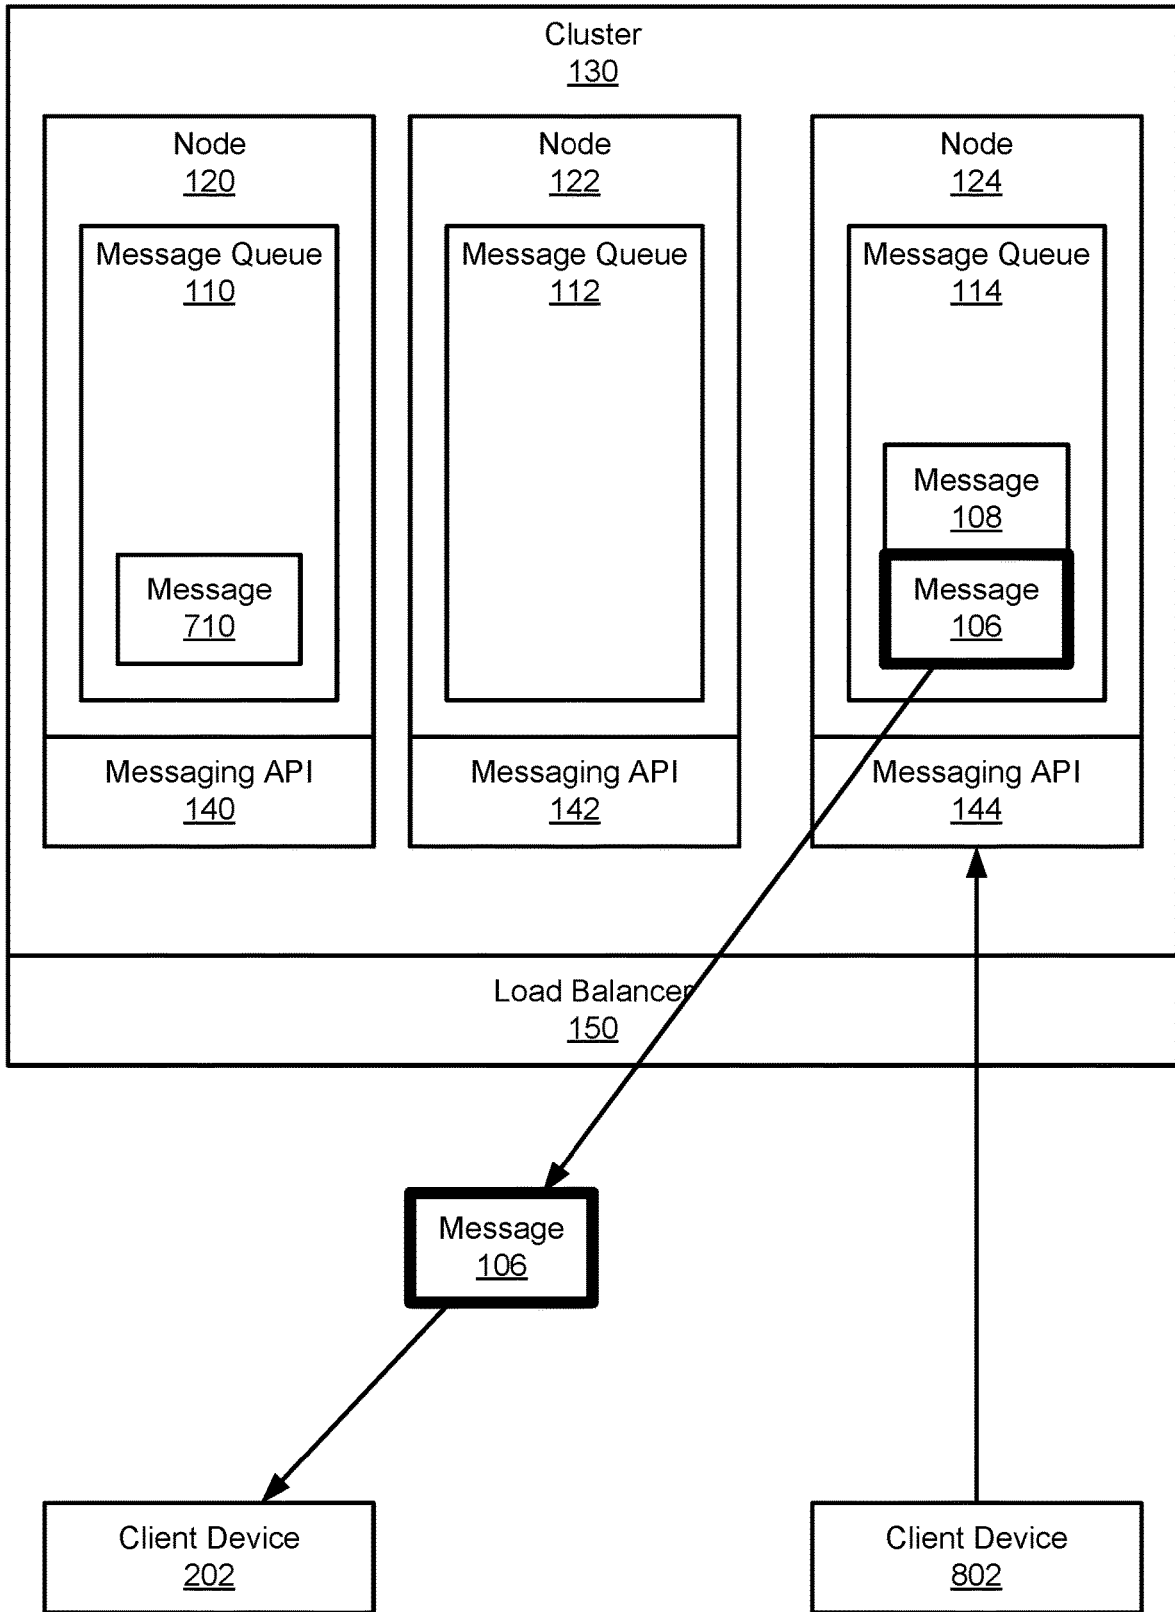 Cluster
130
Node
120
Message Queue
110
Message
710
Messaging API
140
Node
122
Message Queue
112
Messaging API
142
Node
124
Message Queue
114
Message
108
Message
106
Messaging API
144
Load Balancer
150
Message
106
Client Device
202
Client Device
802